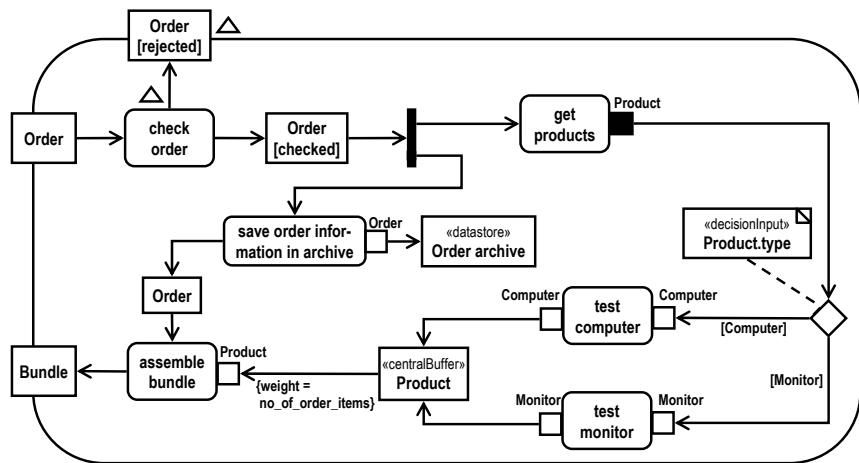 Order
[rejected]
Order
check
order
Order
[checked]
get
products
Product
save order infor-
mation in archive
Order
«datastore»
Order archive
«decisionInput»
Product.type
Order
Computer
test
computer
Computer
[Computer]
Bundle
assemble
bundle
Product
{weight =
no_of_order_items}
«centralBuffer»
Product
[Monitor]
Monitor
test
monitor
Monitor